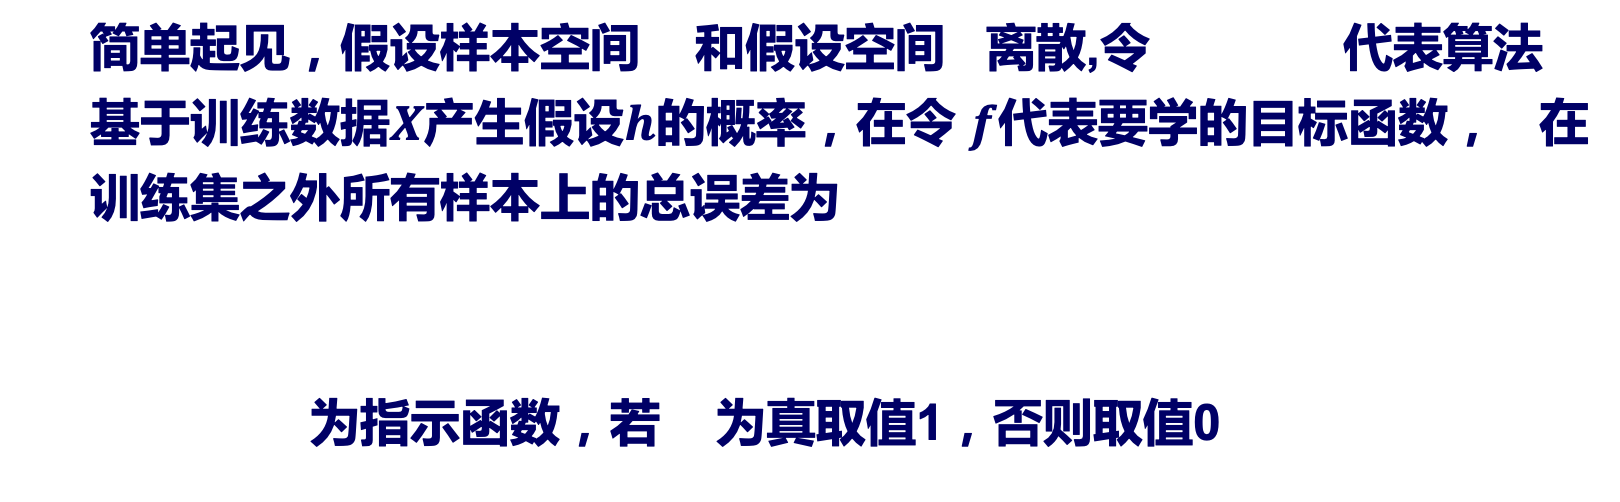 简单起见，假设样本空间 和假设空间 离散,令 代表算法
基于训练数据X产生假设h的概率，在令 f代表要学的目标函数， 在
训练集之外所有样本上的总误差为
为指示函数，若 为真取值1，否则取值0